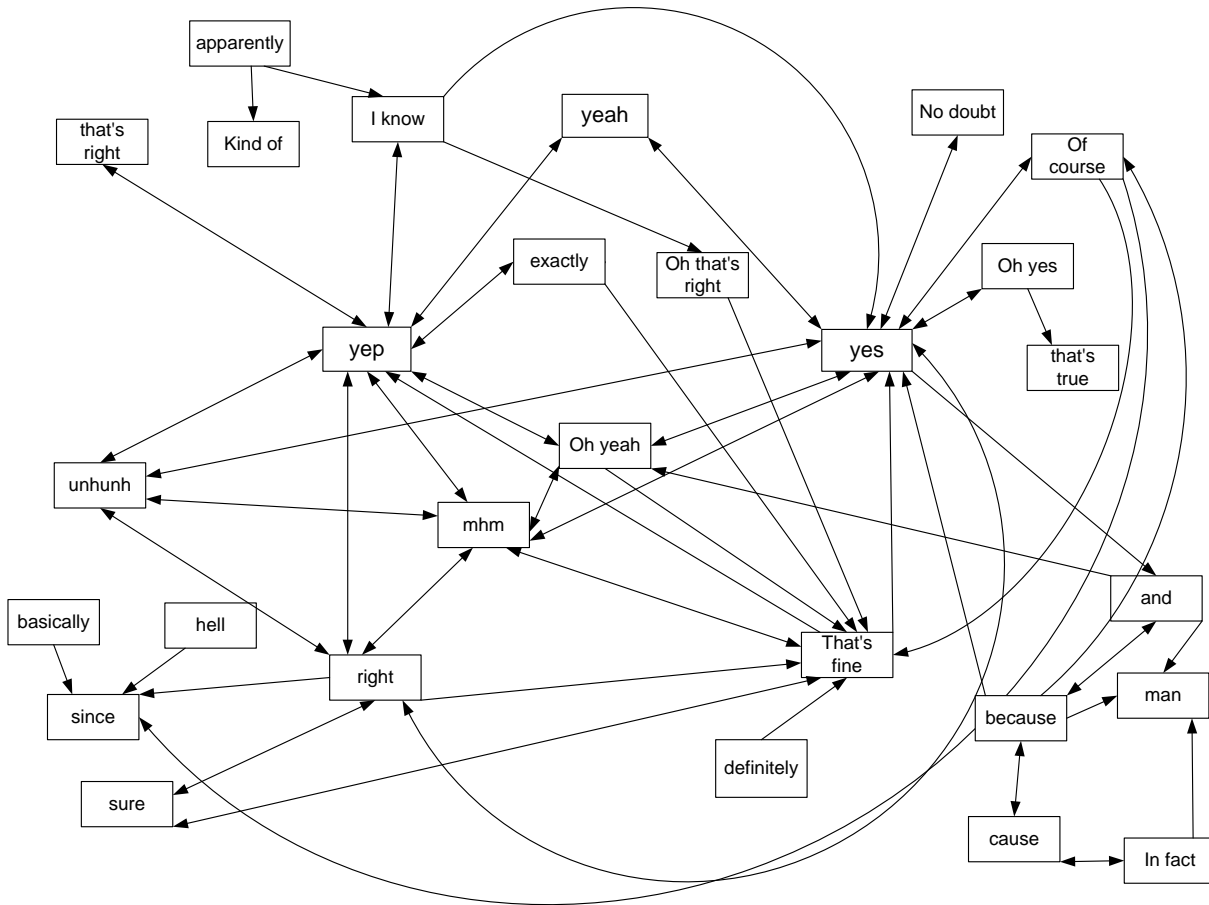 apparently
I know
yeah
No doubt
that's
right
Kind of
Of
course
exactly
Oh that's
right
Oh yes
yep
yes
that's
true
Oh yeah
unhunh
mhm
basically
hell
and
That's
fine
right
since
because
man
definitely
sure
cause
In fact